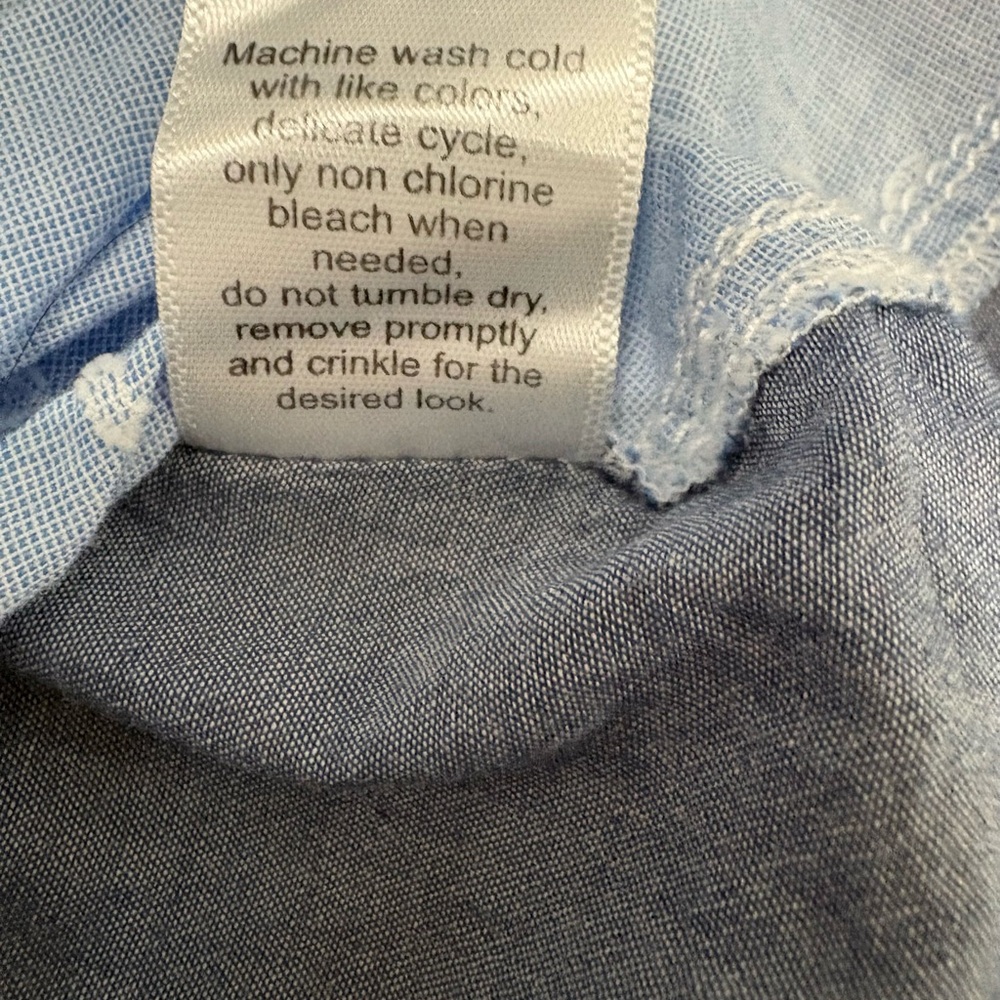 Machine wash cold
with like colors,
delicate cycle,
only non chlorine
bleach when
needed,
do not tumble dry,
remove promptly
and crinkle for the
desired look.